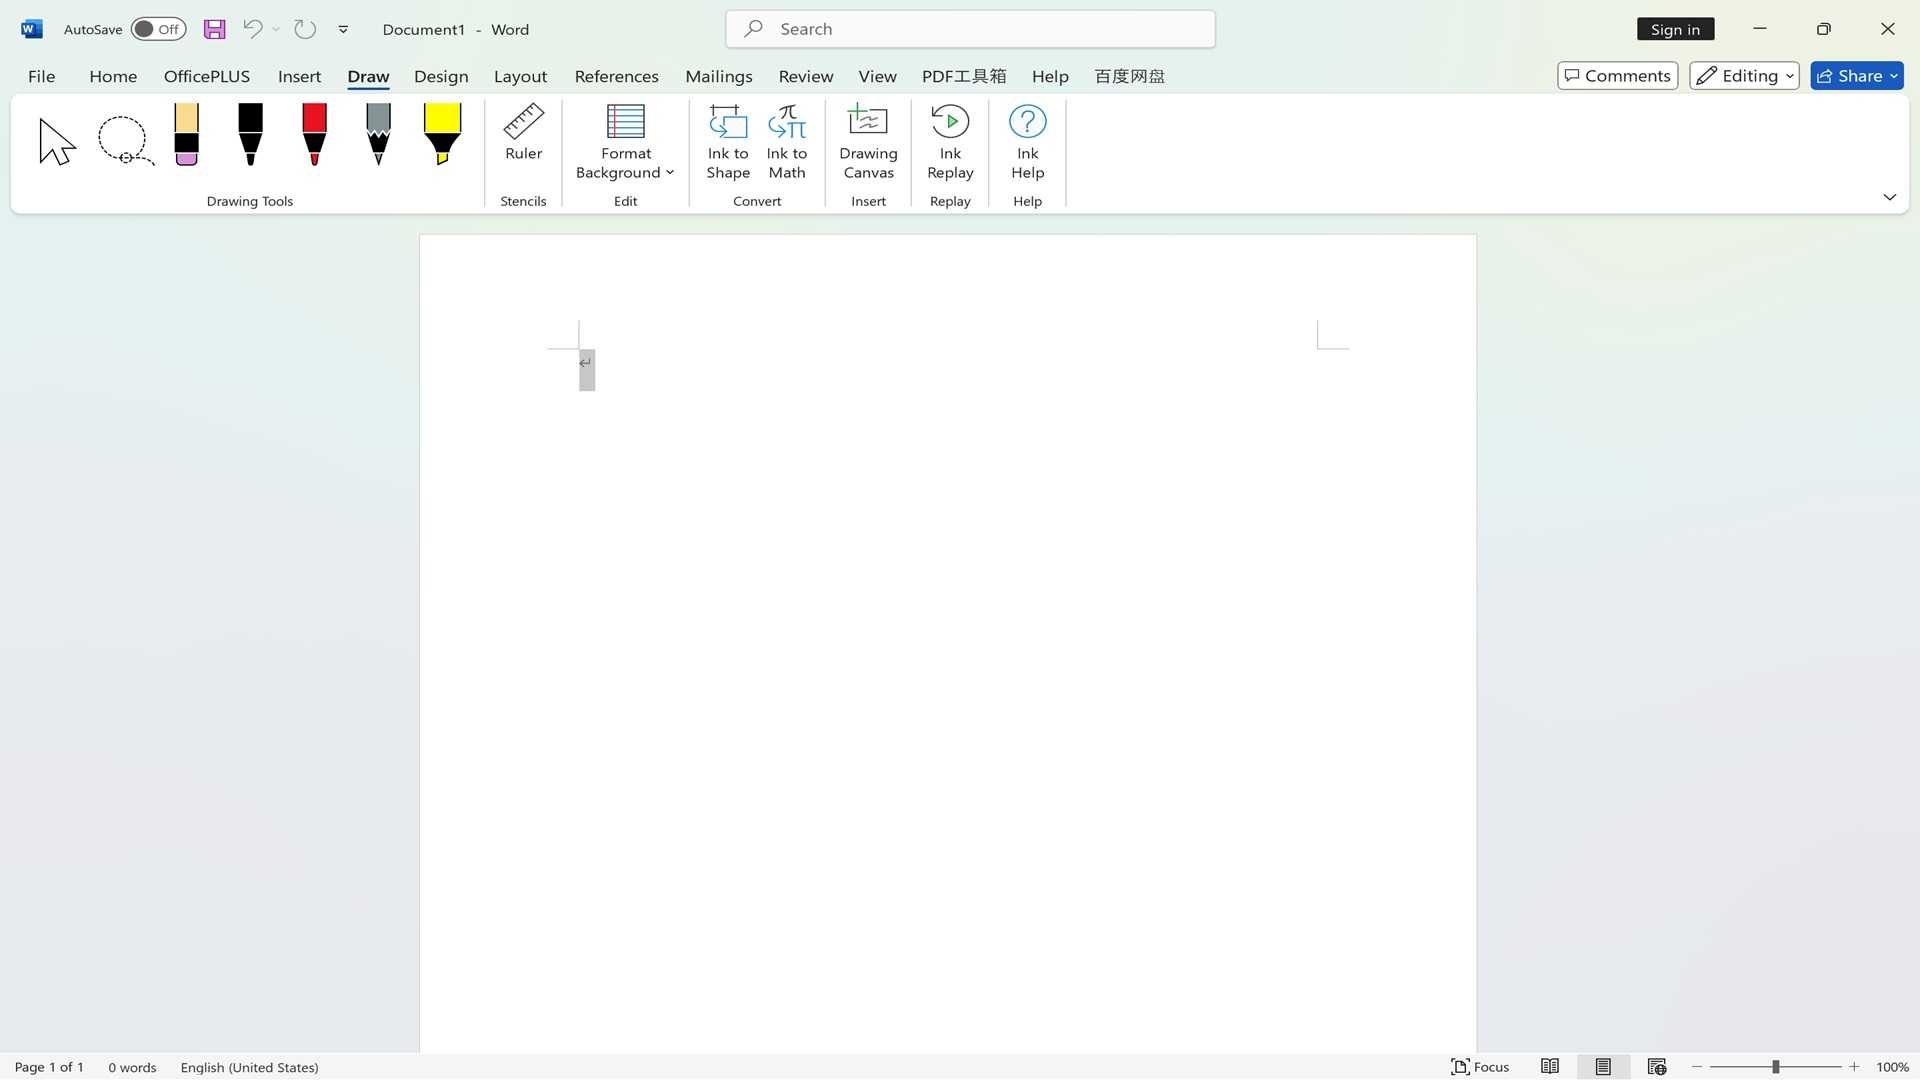 AutoSave Off Document1 - Word Search Sign in
File Home OfficePLUS Insert Draw Design Layout References Mailings Review View PDF工具箱 Help 百度网盘 Comments Editing Share
Ruler
Format Background
Ink to Shape
Ink to Math
Drawing Canvas
Ink Replay
Ink Help
Drawing Tools Stencils Edit Convert Insert Replay Help
Page 1 of 1 0 words English (United States) Focus 100%